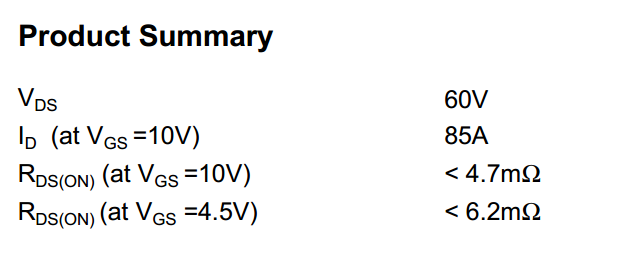 Product Summary
VDS 60V
ID (at VGS =10V) 85A
RDS(ON) (at VGS =10V) < 4.7mΩ
RDS(ON) (at VGS =4.5V) < 6.2mΩ